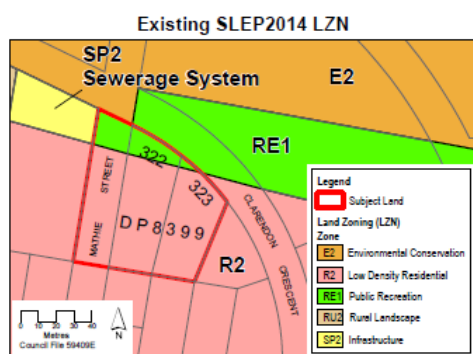 Existing SLEP2014 LZN
SP2
Sewerage System
E2
RE1
322
323
STREET
MATHIE
DP8399
R2
CLARENDON
CRESCENT
Legend
Subject Land
Land Zoning (LZN)
Zone
E2 Environmental Conservation
R2 Low Density Residential
RE1 Public Recreation
RU2 Rural Landscape
SP2 Infrastructure
0 10 20 30 40
Metres
N
Council File 59409E